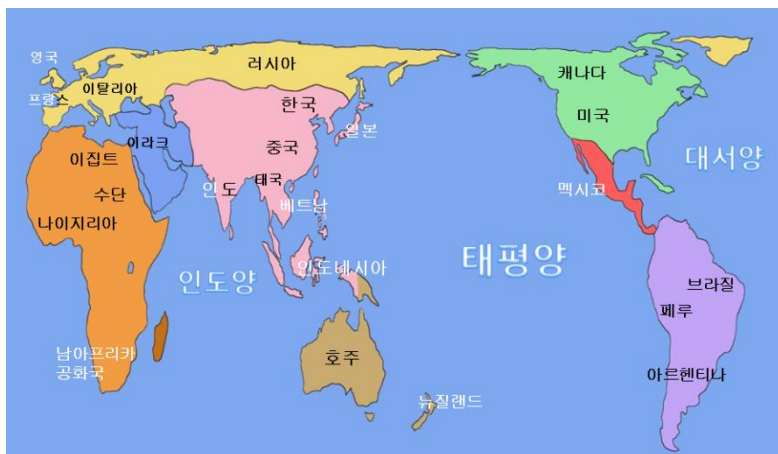 영국
러시아
캐나다
이탈리아
프랑스
한국
미국
일본
이라크
중국
대서양
이집트
태국
인도
수단
멕시코
베트남
나이지리아
태평양
인도네시아
인도양
브라질
페루
남아프리카
공화국
호주
아르헨티나
뉴질랜드